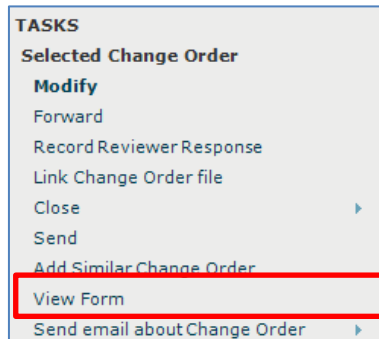 TASKS
Selected Change Order
Modify
Forward
Record Reviewer Response
Link Change Order file
Close
Send
Add Similar Change Order
View Form
Send email about Change Order